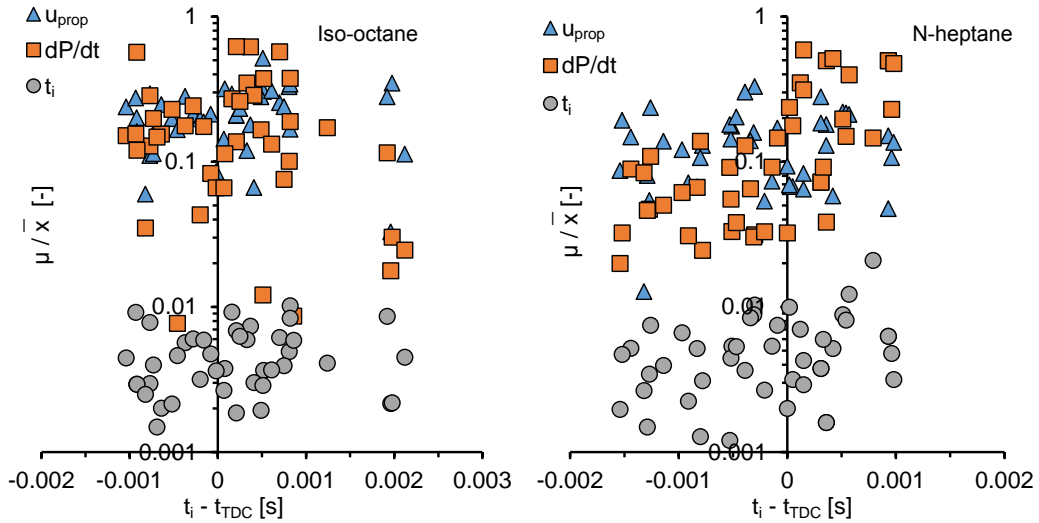 u_prop
dP/dt
t_i
Iso-octane
1
0.1
0.01
0.001
μ / x̅ [-]
-0.002 -0.001 0 0.001 0.002 0.003
t_i - t_TDC [s]
u_prop
dP/dt
t_i
N-heptane
1
0.1
0.01
0.001
μ / x̅ [-]
-0.002 -0.001 0 0.001 0.002
t_i - t_TDC [s]